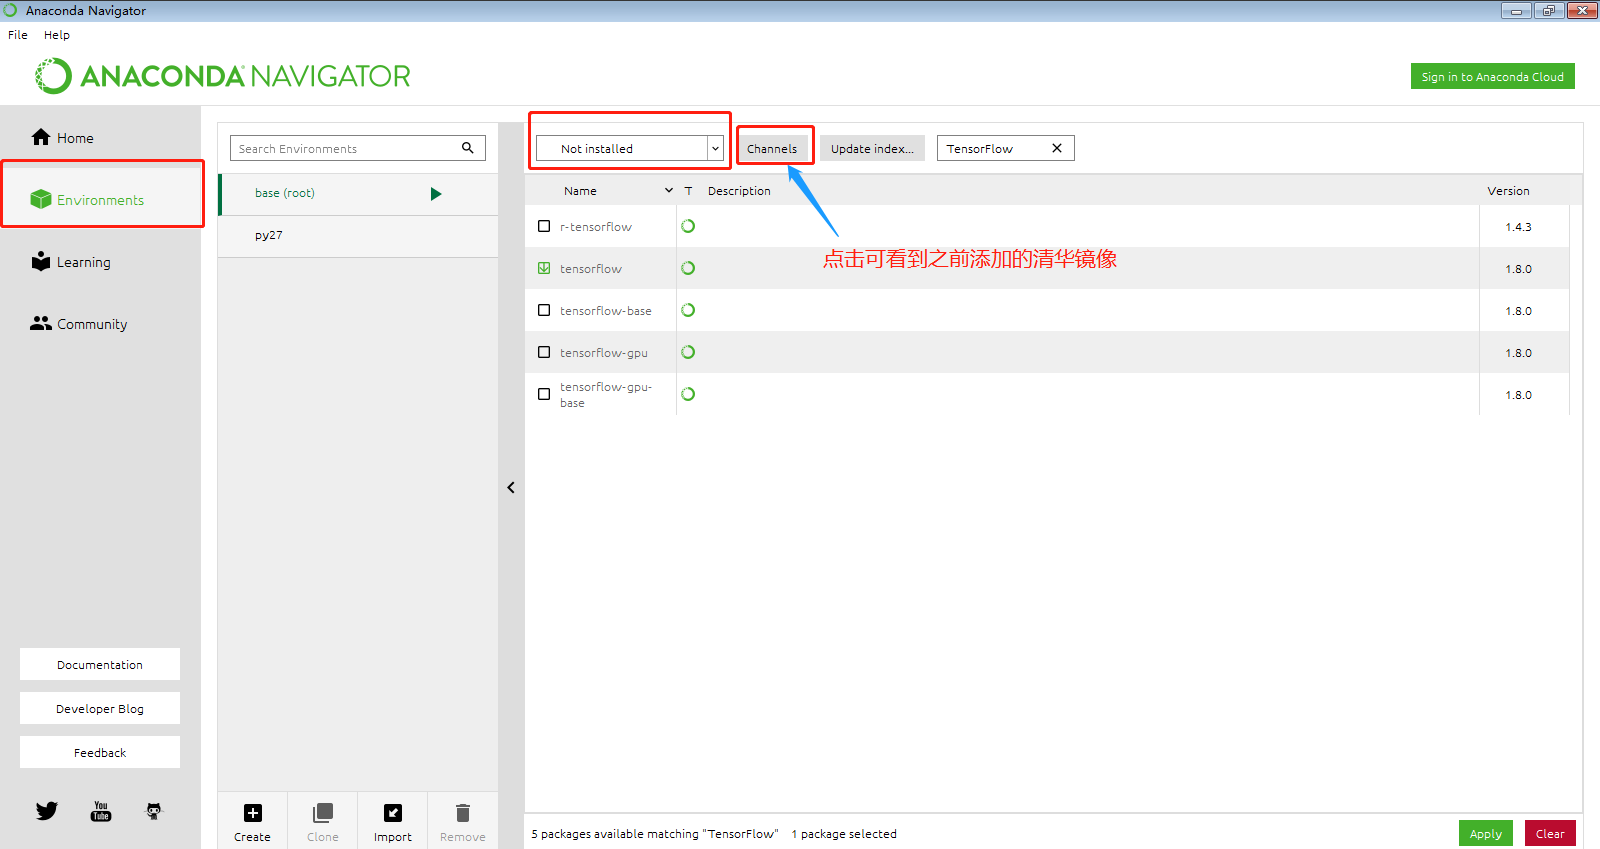 Anaconda Navigator
File Help
ANACONDA NAVIGATOR
Sign in to Anaconda Cloud
Home
Environments
Learning
Community
Documentation
Developer Blog
Feedback
You Tube
Search Environments
base (root)
py27
Create Clone Import Remove
Not installed Channels Update index... TensorFlow
Name T Description Version
r-tensorflow 1.4.3
点击可看到之前添加的清华镜像
tensorflow 1.8.0
tensorflow-base 1.8.0
tensorflow-gpu 1.8.0
tensorflow-gpu-
base 1.8.0
5 packages available matching "TensorFlow" 1 package selected
Apply Clear